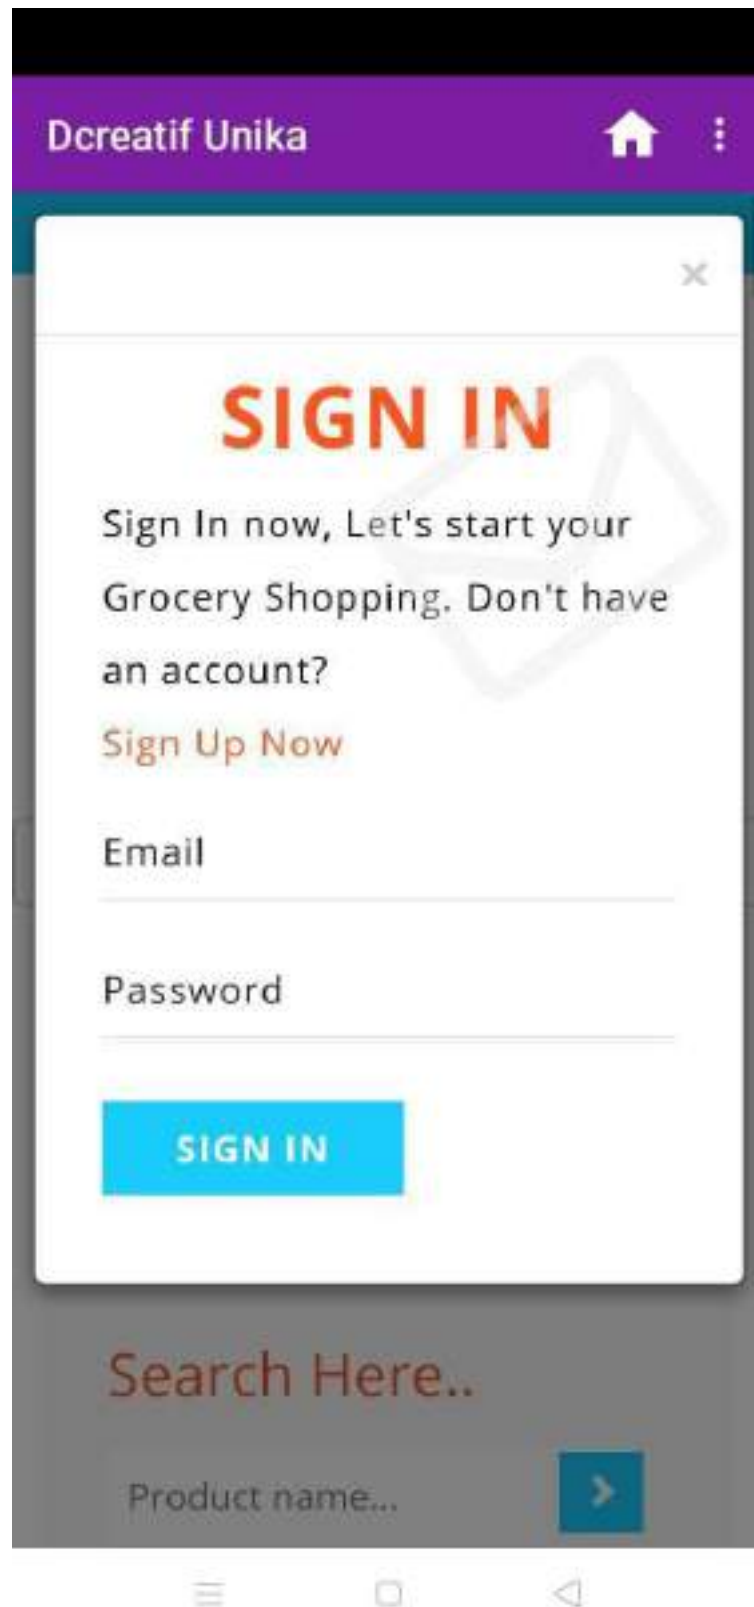 Dcreatif Unika
×
SIGN IN
Sign In now, Let's start your
Grocery Shopping. Don't have
an account?
Sign Up Now
Email
Password
SIGN IN
Search Here..
Product name...